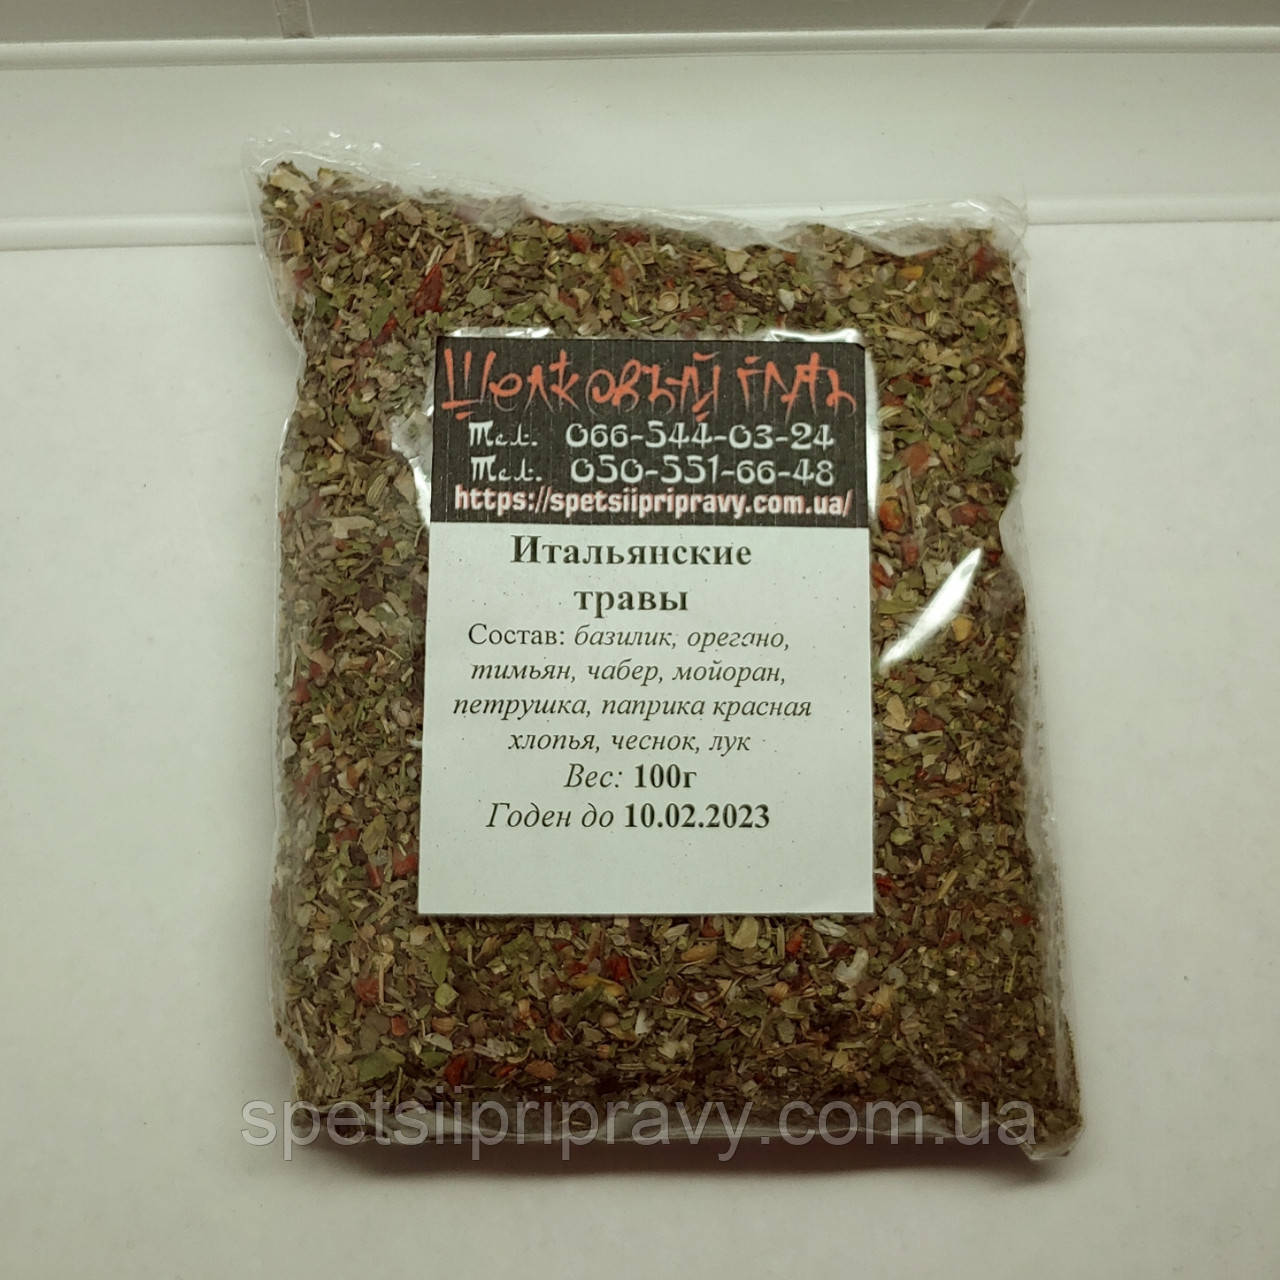 Шелковый путь
Тел. 066-544-03-24
Тел. 050-551-66-48
https://spetsiipripravy.com.ua/
Итальянские
травы
Состав: базилик, орегано,
тимьян, чабер, мойоран,
петрушка, паприка красная
хлопья, чеснок, лук
Вес: 100г
Годен до 10.02.2023
spetsiipripravy.com.ua